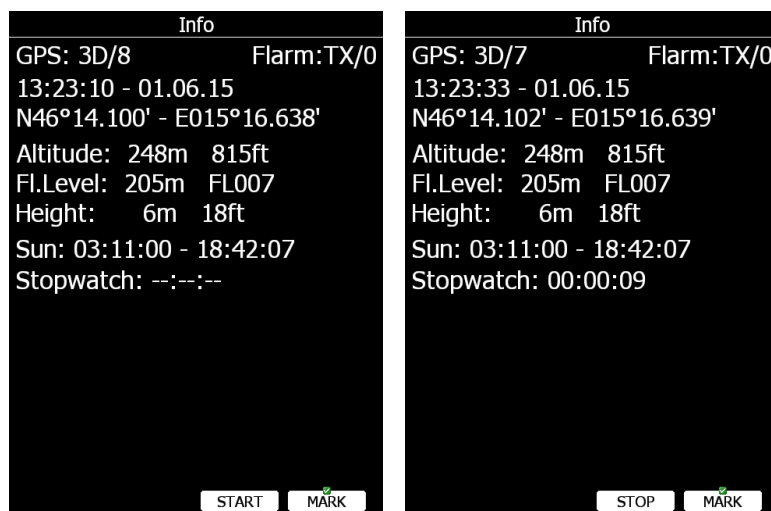 Info
GPS: 3D/8 Flarm:TX/0
13:23:10 - 01.06.15
N46°14.100' - E015°16.638'
Altitude: 248m 815ft
Fl.Level: 205m FL007
Height: 6m 18ft
Sun: 03:11:00 - 18:42:07
Stopwatch: --:--:--
START MARK
Info
GPS: 3D/7 Flarm:TX/0
13:23:33 - 01.06.15
N46°14.102' - E015°16.639'
Altitude: 248m 815ft
Fl.Level: 205m FL007
Height: 6m 18ft
Sun: 03:11:00 - 18:42:07
Stopwatch: 00:00:09
STOP MARK